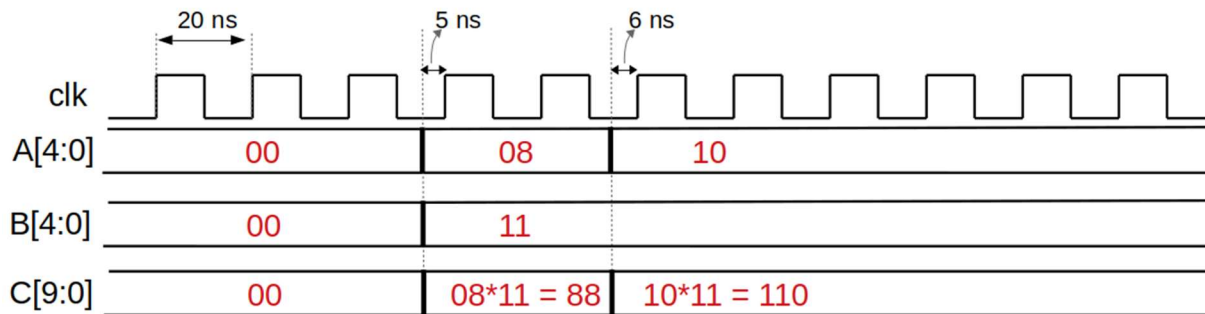 20 ns 5 ns 6 ns
clk
A[4:0] 00 08 10
B[4:0] 00 11
C[9:0] 00 08*11 = 88 10*11 = 110